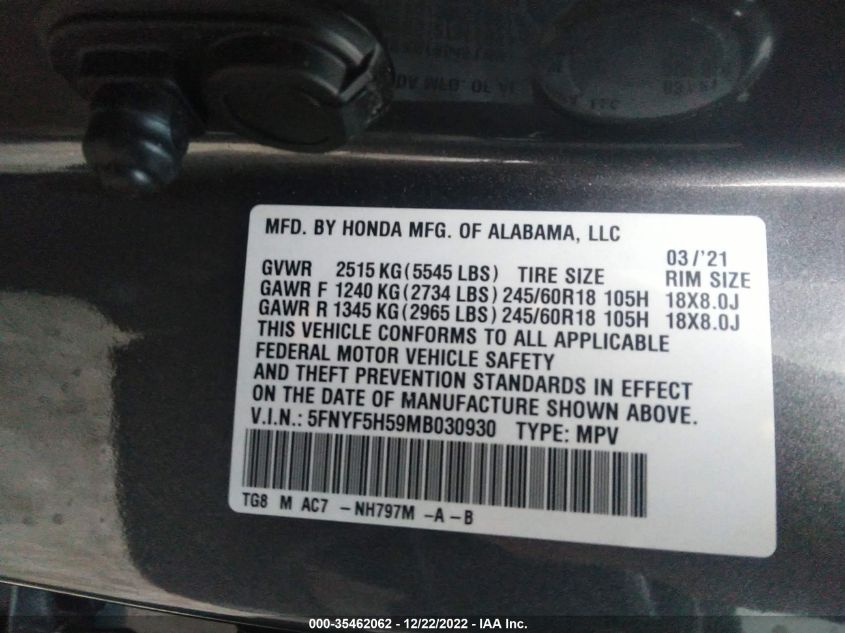 MFD. BY HONDA MFG. OF ALABAMA, LLC
03/'21
GVWR 2515 KG (5545 LBS) TIRE SIZE RIM SIZE
GAWR F 1240 KG (2734 LBS) 245/60R18 105H 18X8.0J
GAWR R 1345 KG (2965 LBS) 245/60R18 105H 18X8.0J
THIS VEHICLE CONFORMS TO ALL APPLICABLE
FEDERAL MOTOR VEHICLE SAFETY
AND THEFT PREVENTION STANDARDS IN EFFECT
ON THE DATE OF MANUFACTURE SHOWN ABOVE.
V.I.N.: 5FNYF5H59MB030930 TYPE: MPV
TG8 M AC7 -NH797M -A -B
000-35462062 - 12/22/2022 - IAA Inc.